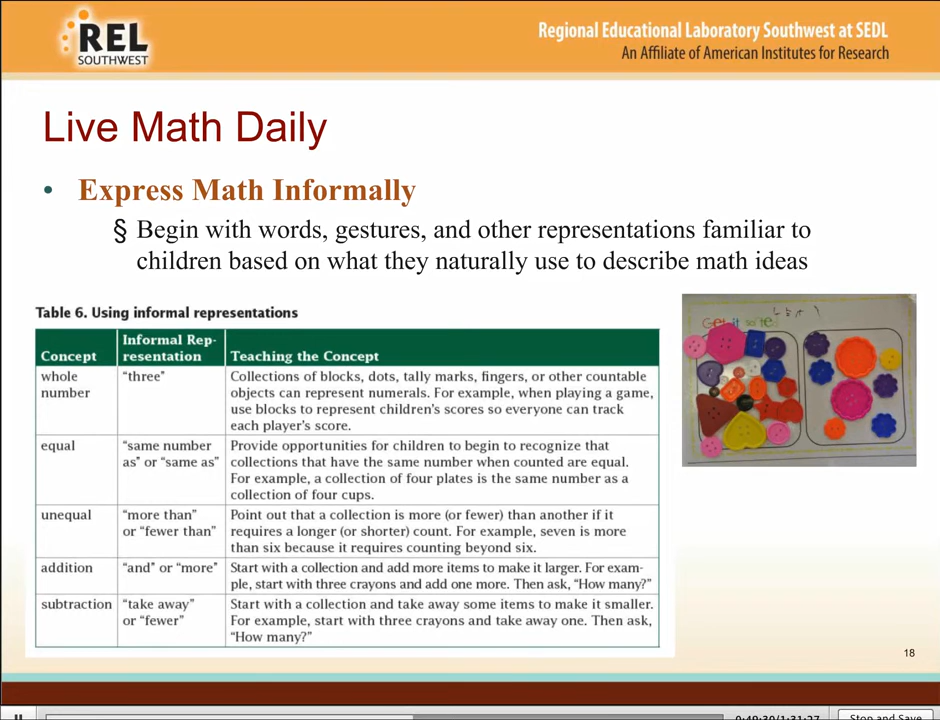 REL
SOUTHWEST
Regional Educational Laboratory Southwest at SEDL
An Affiliate of American Institutes for Research
Live Math Daily
• Express Math Informally
§ Begin with words, gestures, and other representations familiar to
children based on what they naturally use to describe math ideas
Table 6. Using informal representations
Concept
Informal Rep-
resentation
Teaching the Concept
whole
number
“three”
Collections of blocks, dots, tally marks, fingers, or other countable
objects can represent numerals. For example, when playing a game,
use blocks to represent children’s scores so everyone can track
each player’s score.
equal
“same number
as” or “same as”
Provide opportunities for children to begin to recognize that
collections that have the same number when counted are equal.
For example, a collection of four plates is the same number as a
collection of four cups.
unequal
“more than”
or “fewer than”
Point out that a collection is more (or fewer) than another if it
requires a longer (or shorter) count. For example, seven is more
than six because it requires counting beyond six.
addition
“and” or “more”
Start with a collection and add more items to make it larger. For exam-
ple, start with three crayons and add one more. Then ask, “How many?”
subtraction
“take away”
or “fewer”
Start with a collection and take away some items to make it smaller.
For example, start with three crayons and take away one. Then ask,
“How many?”
Get it sorted
18
0:49:30/1:31:27
Stop and Save